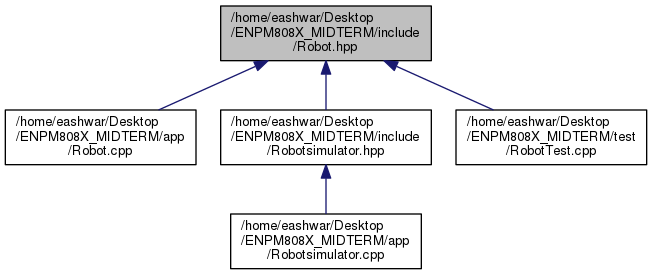 /home/eashwar/Desktop
/ENPM808X_MIDTERM/include
/Robot.hpp
/home/eashwar/Desktop
/ENPM808X_MIDTERM/app
/Robot.cpp
/home/eashwar/Desktop
/ENPM808X_MIDTERM/include
/Robotsimulator.hpp
/home/eashwar/Desktop
/ENPM808X_MIDTERM/test
/RobotTest.cpp
/home/eashwar/Desktop
/ENPM808X_MIDTERM/app
/Robotsimulator.cpp